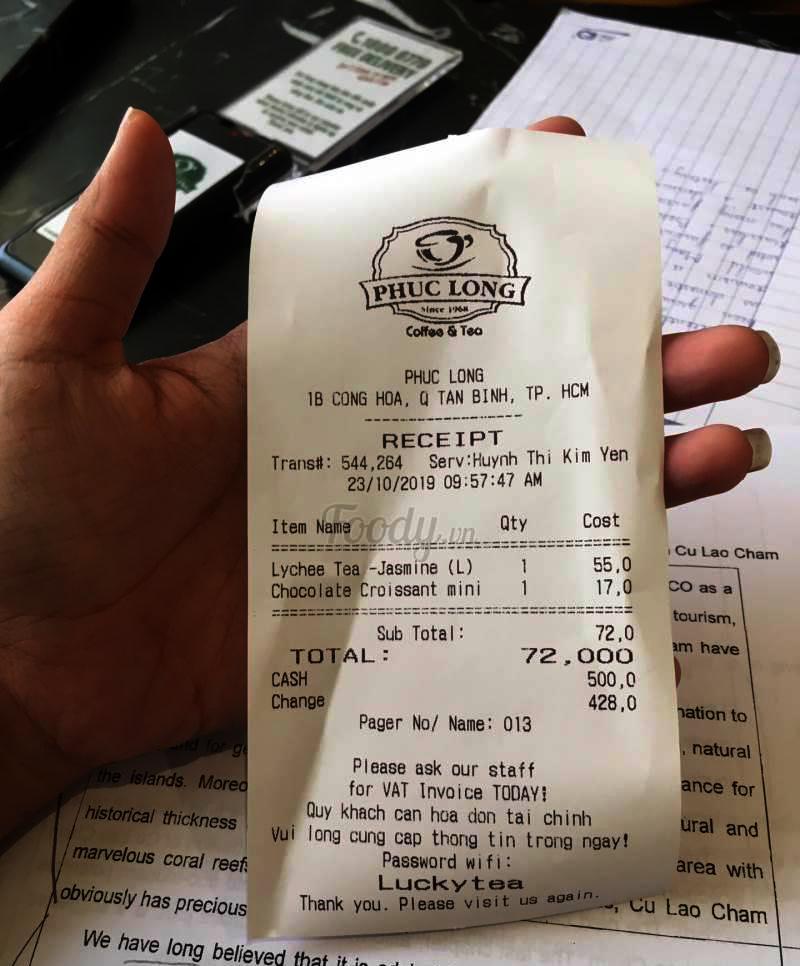 PHUC LONG
Since 1968
Coffee & Tea
PHUC LONG
1B CONG HOA, Q TAN BINH, TP. HCM
RECEIPT
Trans#: 544,264 Serv:Huynh Thi Kim Yen
23/10/2019 09:57:47 AM
Foody.vn
Item Name Qty Cost
Lychee Tea -Jasmine (L) 1 55,0
Chocolate Croissant mini 1 17,0
Sub Total: 72,0
TOTAL: 72,000
CASH 500,0
Change 428,0
Pager No/ Name: 013
Please ask our staff
for VAT Invoice TODAY!
Quy khach can hoa don tai chinh
Vui long cung cap thong tin trong ngay!
Password wifi:
Luckytea
Thank you. Please visit us again.
Cu Lao Cham
CO as a
tourism,
am have
nation to
, natural
ance for
ural and
area with
Cu Lao Cham
and for
the islands. Moreo
historical thickness
marvelous coral reef
obviously has precious
We have long believed that it is